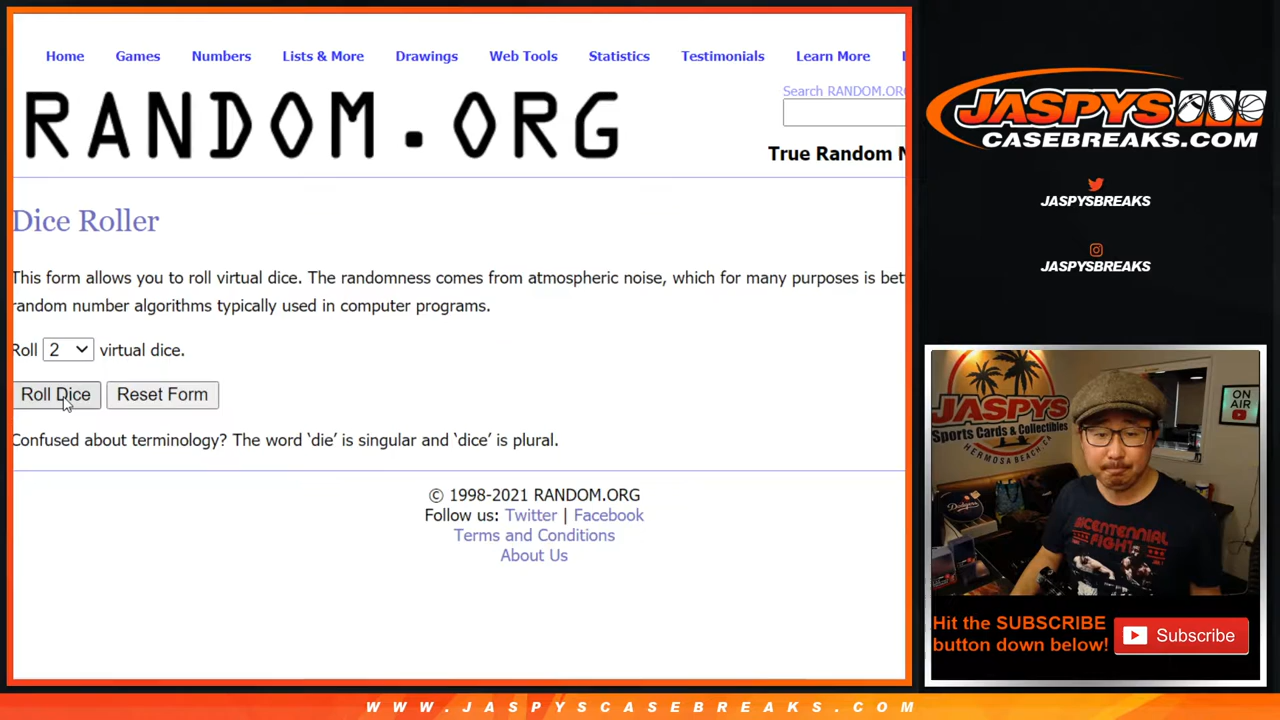 Home Games Numbers Lists & More Drawings Web Tools Statistics Testimonials Learn More
RANDOM.ORG
Search RANDOM.ORG
True Random N
Dice Roller
This form allows you to roll virtual dice. The randomness comes from atmospheric noise, which for many purposes is bet
random number algorithms typically used in computer programs.
Roll 2 virtual dice.
Roll Dice Reset Form
Confused about terminology? The word 'die' is singular and 'dice' is plural.
© 1998-2021 RANDOM.ORG
Follow us: Twitter | Facebook
Terms and Conditions
About Us
JASPYS
CASEBREAKS.COM
JASPYSBREAKS
JASPYSBREAKS
JASPYS
Sports Cards & Collectibles
HERMOSA BEACH, CA
ON
AIR
Dodgers
BICENTENNIAL
FIGHT
Hit the SUBSCRIBE
button down below!
Subscribe
WWW.JASPYSCASEBREAKS.COM